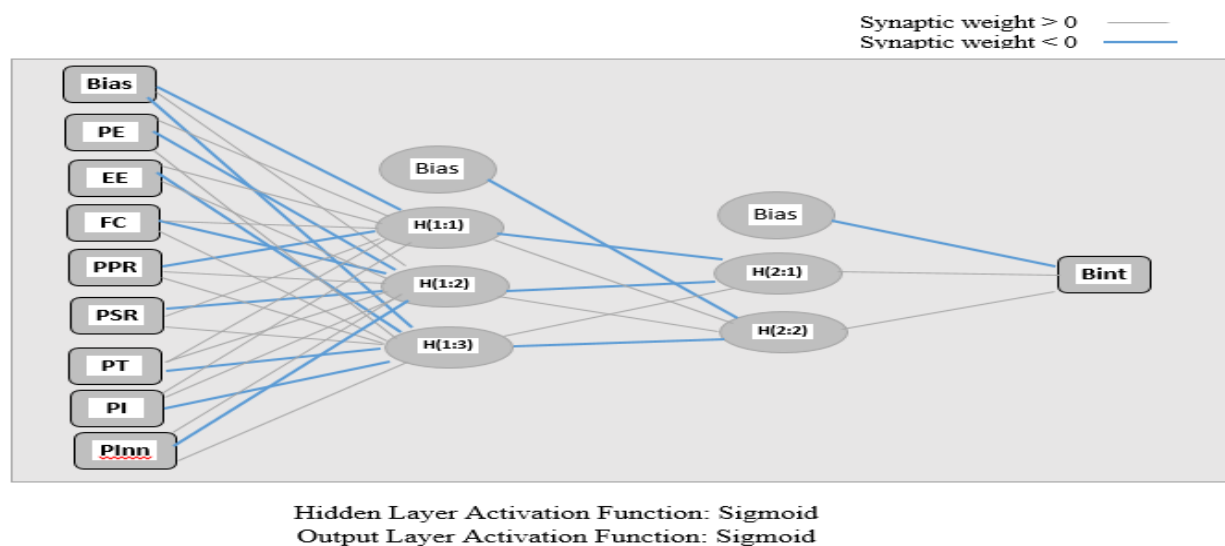 Synaptic weight > 0
Synaptic weight < 0
Bias
PE
EE
FC
PPR
PSR
PT
PI
PInn
Bias
H(1:1)
H(1:2)
H(1:3)
Bias
H(2:1)
H(2:2)
Bint
Hidden Layer Activation Function: Sigmoid
Output Layer Activation Function: Sigmoid